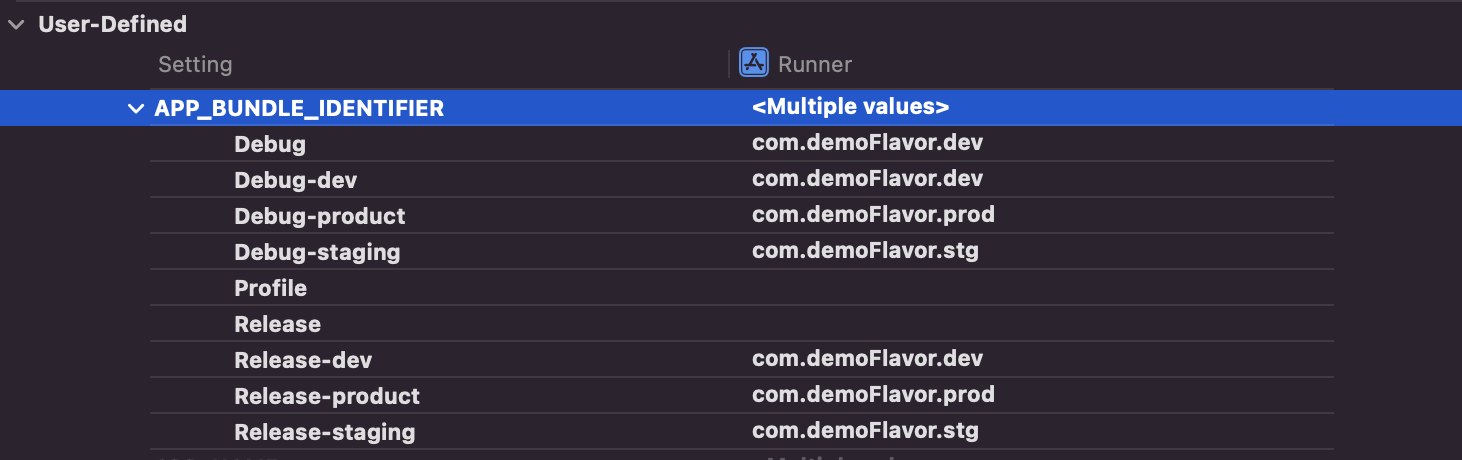 User-Defined
Setting Runner
APP_BUNDLE_IDENTIFIER <Multiple values>
Debug com.demoFlavor.dev
Debug-dev com.demoFlavor.dev
Debug-product com.demoFlavor.prod
Debug-staging com.demoFlavor.stg
Profile
Release
Release-dev com.demoFlavor.dev
Release-product com.demoFlavor.prod
Release-staging com.demoFlavor.stg